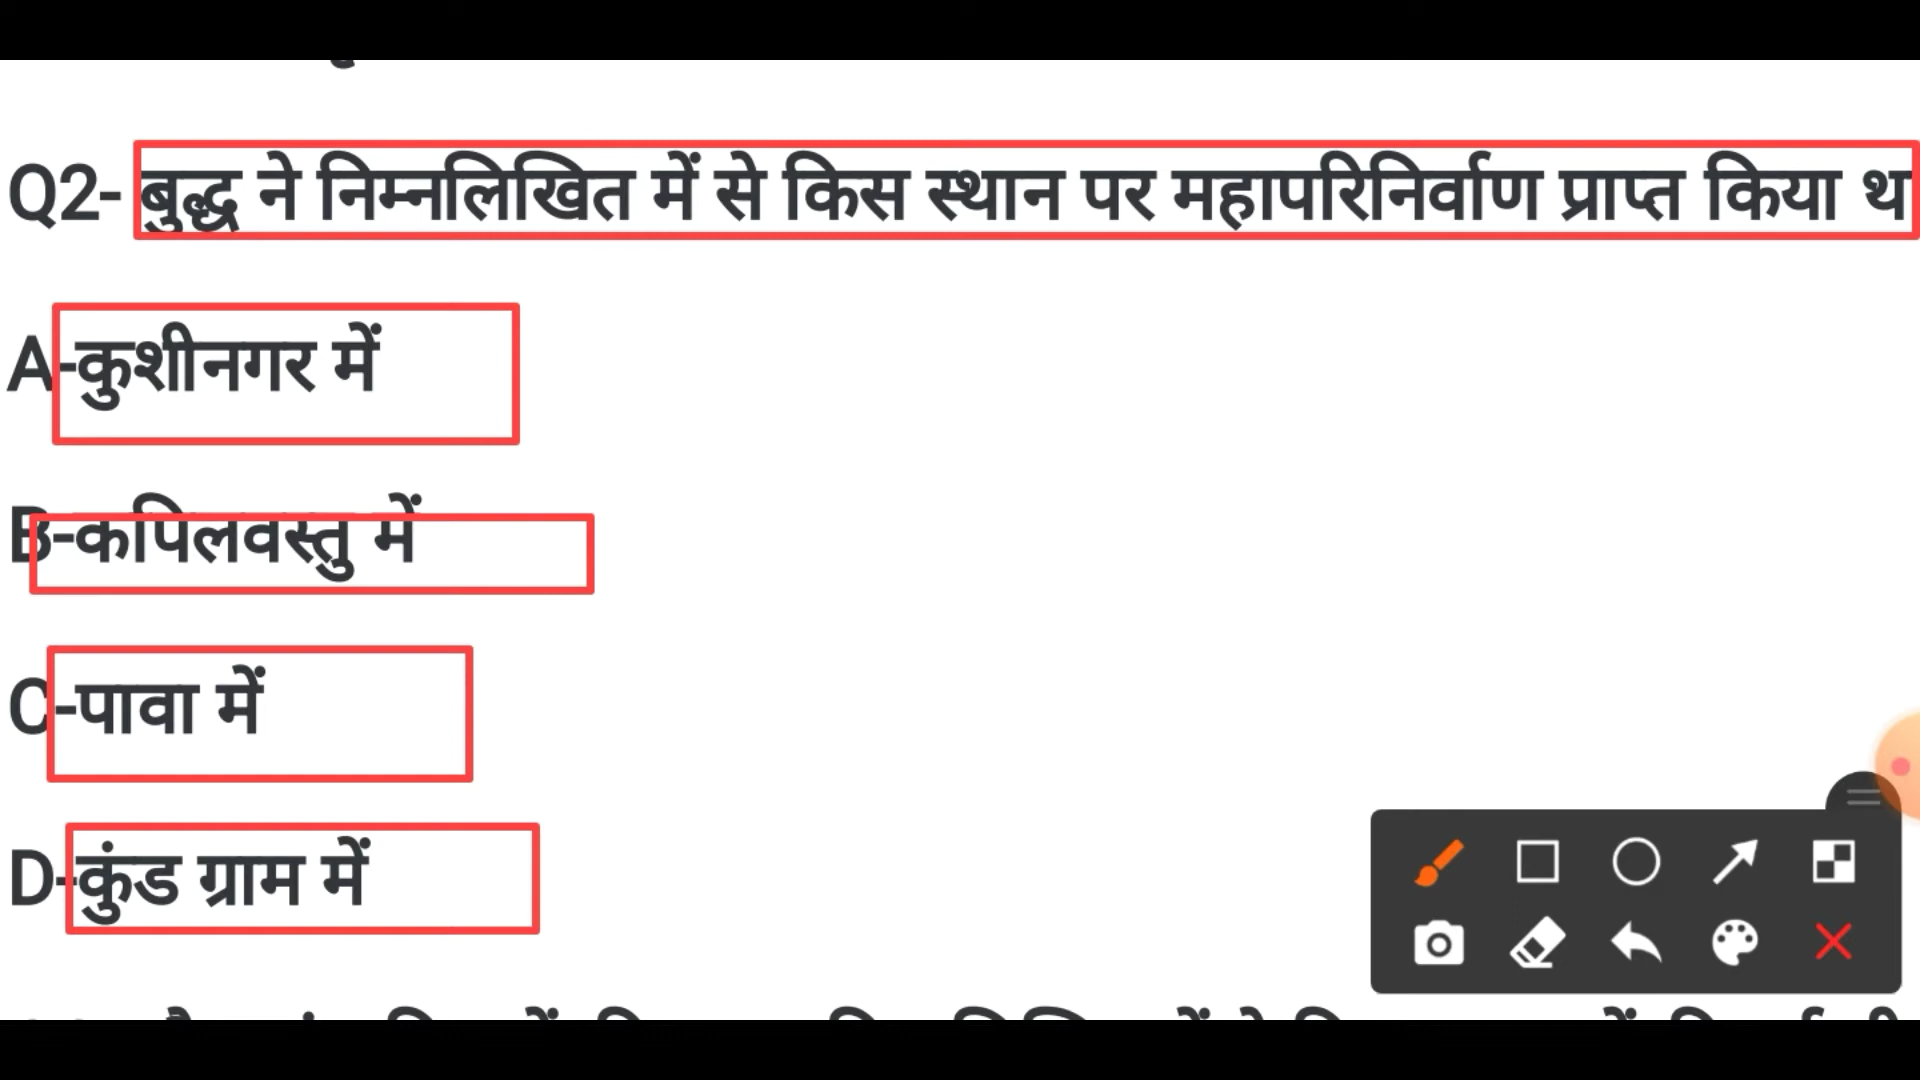 Q2- बुद्ध ने निम्नलिखित में से किस स्थान पर महापरिनिर्वाण प्राप्त किया
A-कुशीनगर में
B-कपिलवस्तु में
C-पावा में
D-कुंड ग्राम में